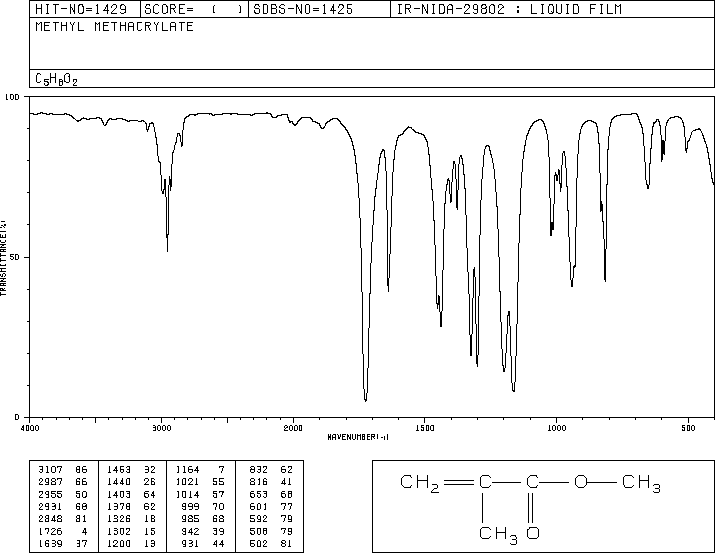 HIT-NO=1429 SCORE= ( ) SDBS-NO=1425 IR-NIDA-29802 : LIQUID FILM
METHYL METHACRYLATE
C5H8O2
100
50
0
TRANSMITTANCE(%)
4000 3000 2000 1500 1000 500
WAVENUMBER(-1)
3107 86 1453 32 1164 7 832 62
2987 66 1440 26 1021 55 816 41
2955 50 1403 64 1014 57 653 68
2931 68 1378 62 999 70 601 77
2848 81 1326 18 985 68 592 79
1726 4 1302 15 942 39 508 79
1639 37 1200 13 931 44 502 81
CH2 C C O CH3
CH3 O